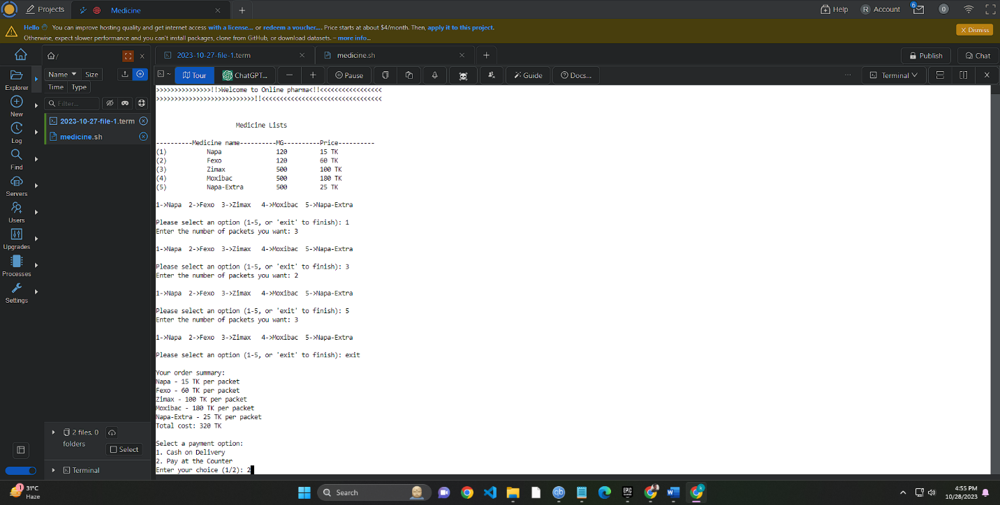 Projects
Medicine
Help
R Account
6
0
Hello You can improve hosting quality and get internet access with a license... or redeem a voucher.... Price starts at about $4/month. Then, apply it to this project.
Otherwise, expect slower performance and you can't install packages, clone from GitHub, or download datasets. – more info...
Dismiss
/
2023-10-27-file-1.term
medicine.sh
Publish
Chat
Explorer
New
Log
Find
Servers
Users
Upgrades
Processes
Settings
Name Size
Time Type
Filter...
2023-10-27-file-1.term
medicine.sh
~ Tour ChatGPT... Pause Guide Docs... ... Terminal
>>>>>>>>>>>>>>>!!>Welcome to Online pharma<!!<<<<<<<<<<<<<<<<<
>>>>>>>>>>>>>>>>>>>>>>>>>>>!!<<<<<<<<<<<<<<<<<<<<<<<<<<<<<<<<<
Medicine Lists
----------Medicine name----------MG----------Price----------
(1) Napa 120 15 TK
(2) Fexo 120 60 TK
(3) Zimax 500 100 TK
(4) Moxibac 500 180 TK
(5) Napa-Extra 500 25 TK
1->Napa 2->Fexo 3->Zimax 4->Moxibac 5->Napa-Extra
Please select an option (1-5, or 'exit' to finish): 1
Enter the number of packets you want: 3
1->Napa 2->Fexo 3->Zimax 4->Moxibac 5->Napa-Extra
Please select an option (1-5, or 'exit' to finish): 3
Enter the number of packets you want: 2
1->Napa 2->Fexo 3->Zimax 4->Moxibac 5->Napa-Extra
Please select an option (1-5, or 'exit' to finish): 5
Enter the number of packets you want: 3
1->Napa 2->Fexo 3->Zimax 4->Moxibac 5->Napa-Extra
Please select an option (1-5, or 'exit' to finish): exit
Your order summary:
Napa - 15 TK per packet
Fexo - 60 TK per packet
Zimax - 100 TK per packet
Moxibac - 180 TK per packet
Napa-Extra - 25 TK per packet
Total cost: 320 TK
Select a payment option:
1. Cash on Delivery
2. Pay at the Counter
Enter your choice (1/2): 2
2 files, 0
folders
Select
Terminal
1
31°C
Haze
Search
EPIC GAMES
4:55 PM
10/28/2023